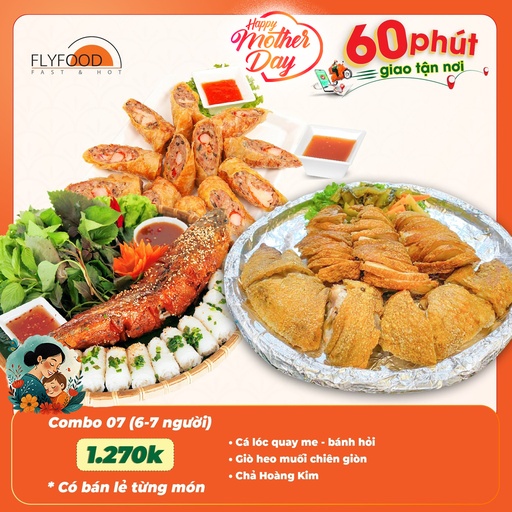 FLYFOOD
FAST & HOT
Happy
Mother
Day
60phút
giao tận nơi
Combo 07 (6-7 người)
1.270k
* Có bán lẻ từng món
• Cá lóc quay me - bánh hỏi
• Giò heo muối chiên giòn
• Chả Hoàng Kim